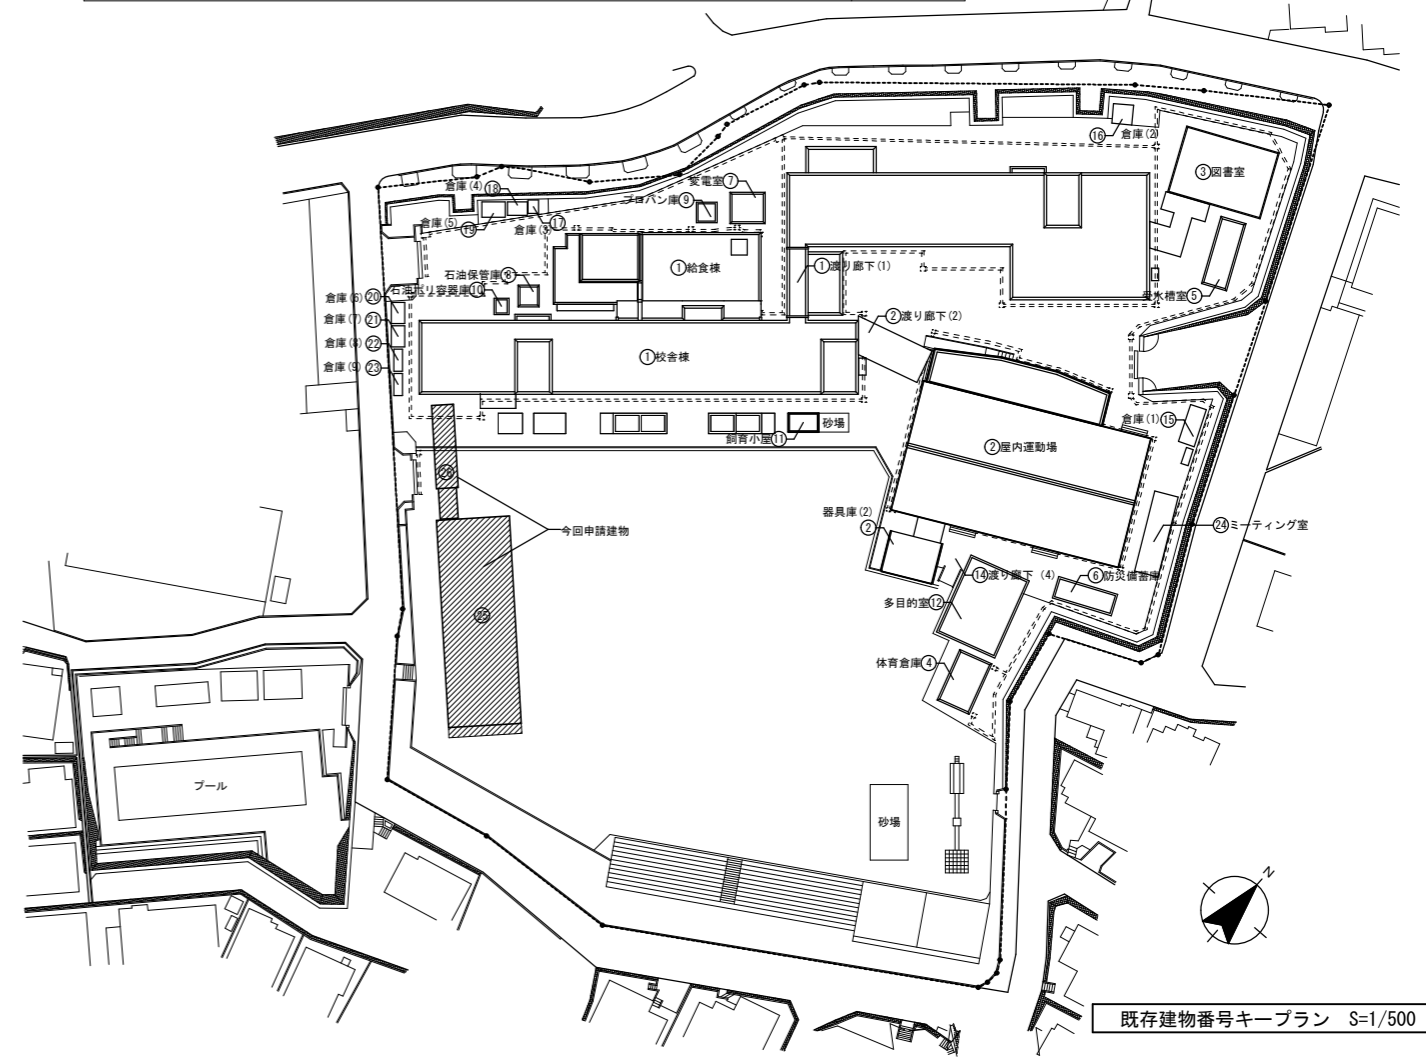 ⑯
倉庫(2)
③図書室
変電室⑦
倉庫(4)
⑱
プロパン庫⑨
倉庫(5)
⑲
倉庫(3)
⑰
①給食棟
①渡り廊下(1)
石油保管庫⑧
石油ポリ容器庫⑩
受水槽室⑤
倉庫(6)⑳
倉庫(7)㉑
②渡り廊下(2)
倉庫(8)㉒
①校舎棟
倉庫(9)㉓
倉庫(1)⑮
砂場
飼育小屋⑪
②屋内運動場
㉖
器具庫(2)
②
㉔ミーティング室
今回申請建物
⑭渡り廊下 (4)
⑥防災備蓄庫
多目的室⑫
㉕
体育倉庫④
プール
砂場
N
既存建物番号キープラン S=1/500